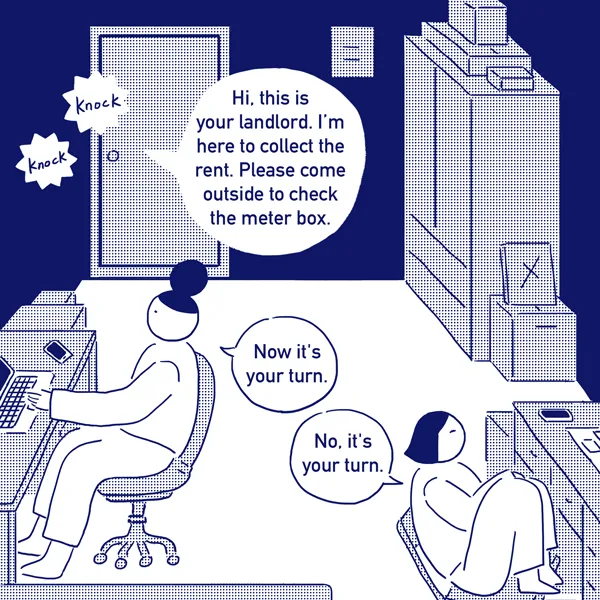 Knock
Knock
Hi, this is
your landlord. I'm
here to collect the
rent. Please come
outside to check
the meter box.
Now it's
your turn.
No, it's
your turn.